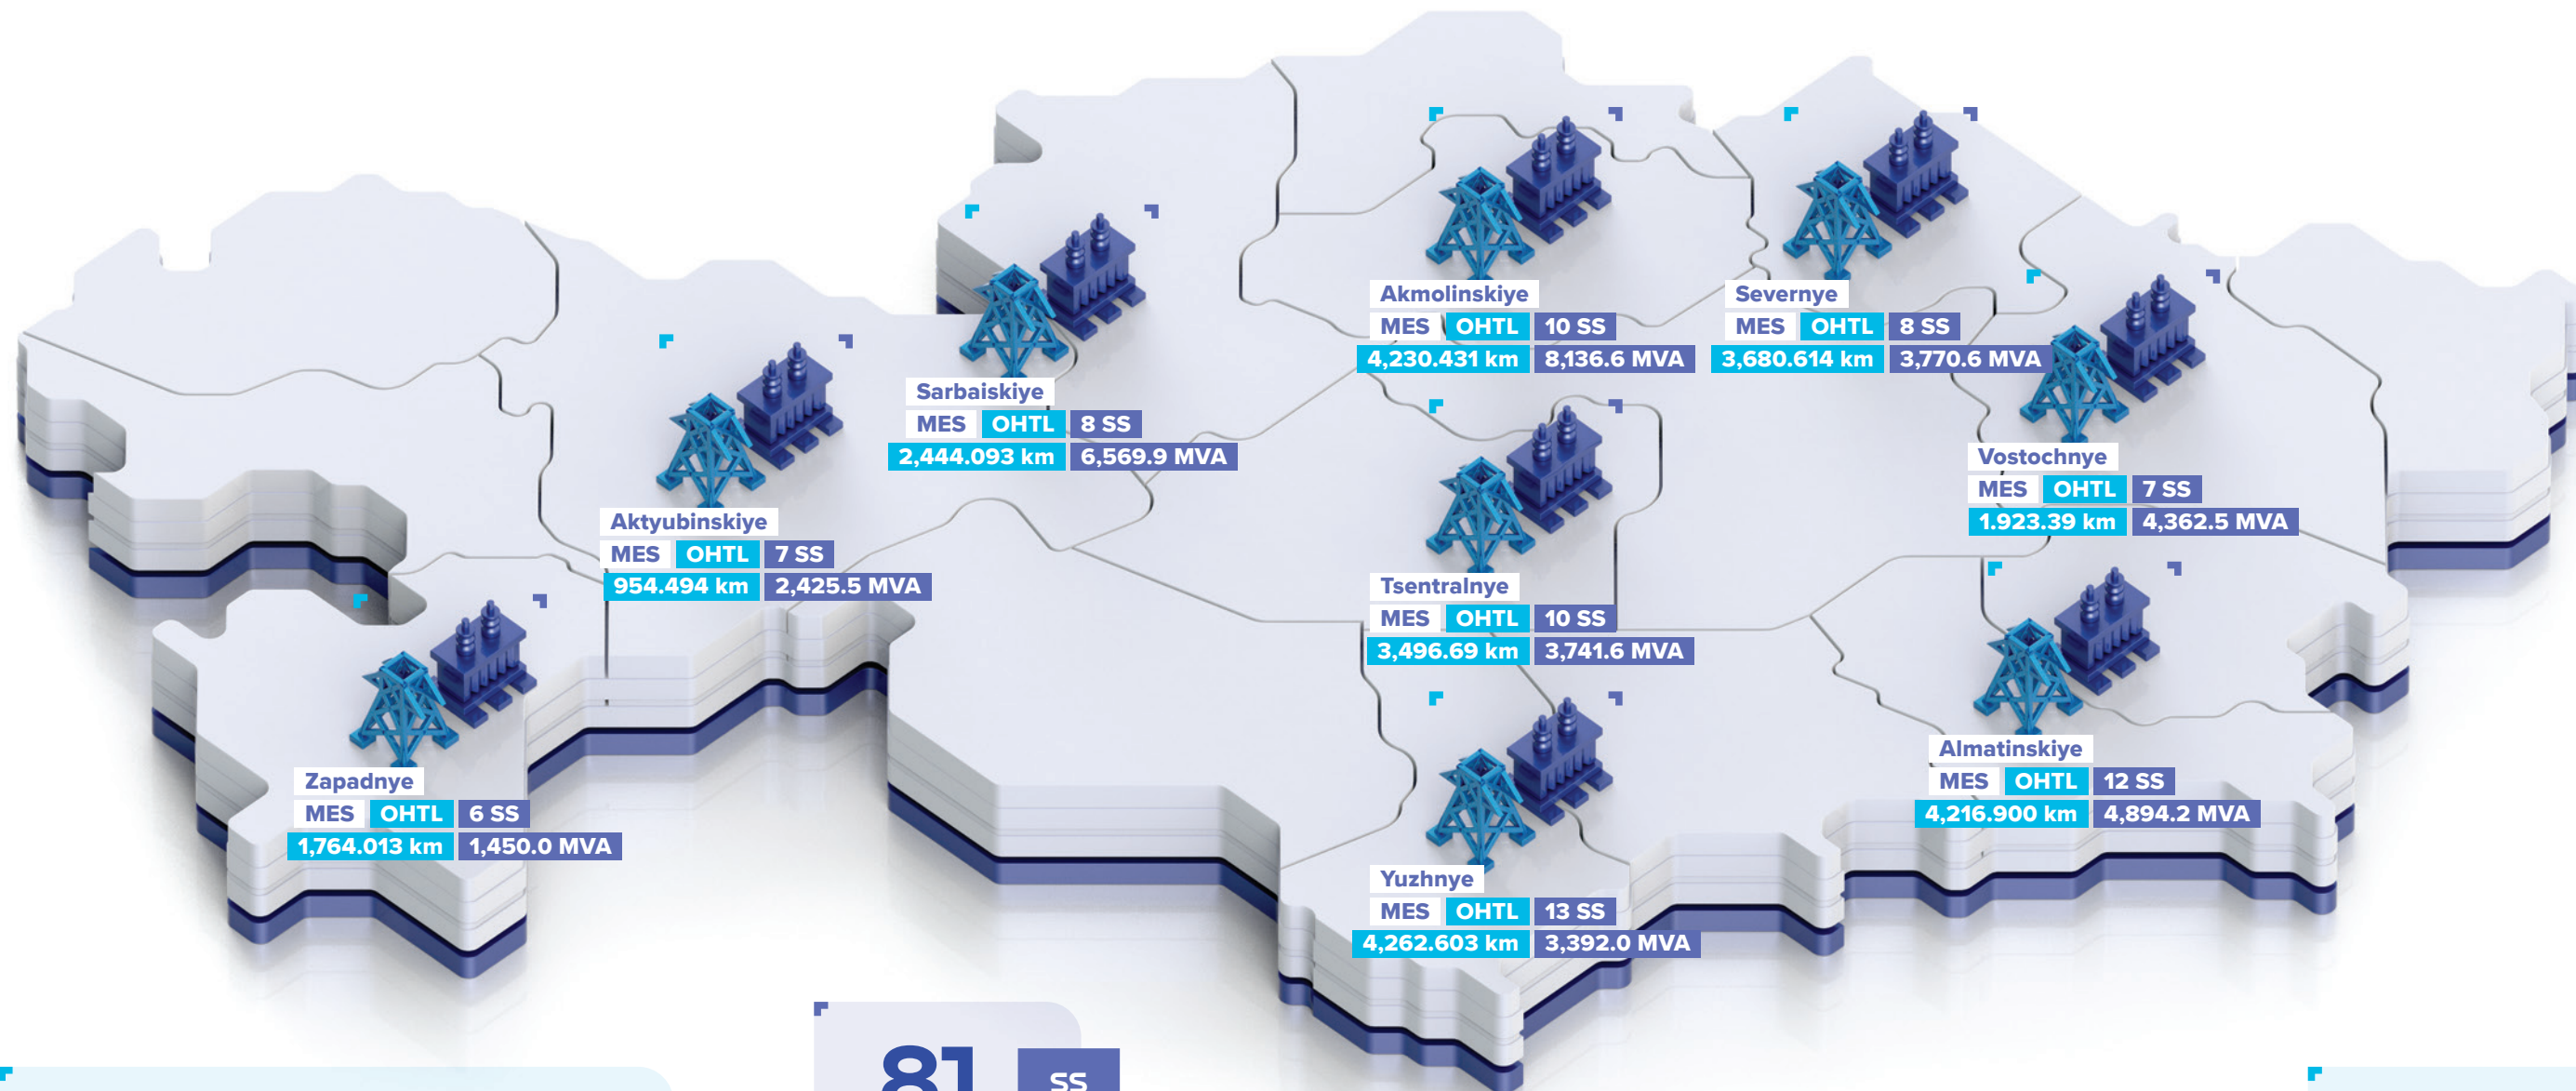 Akmolinskiye
MES OHTL 10 SS
4,230.431 km 8,136.6 MVA
Severnye
MES OHTL 8 SS
3,680.614 km 3,770.6 MVA
Sarbaiskiye
MES OHTL 8 SS
2,444.093 km 6,569.9 MVA
Vostochnye
MES OHTL 7 SS
1.923.39 km 4,362.5 MVA
Aktyubinskiye
MES OHTL 7 SS
954.494 km 2,425.5 MVA
Tsentralnye
MES OHTL 10 SS
3,496.69 km 3,741.6 MVA
Almatinskiye
MES OHTL 12 SS
4,216.900 km 4,894.2 MVA
Zapadnye
MES OHTL 6 SS
1,764.013 km 1,450.0 MVA
Yuzhnye
MES OHTL 13 SS
4,262.603 km 3,392.0 MVA
81 SS